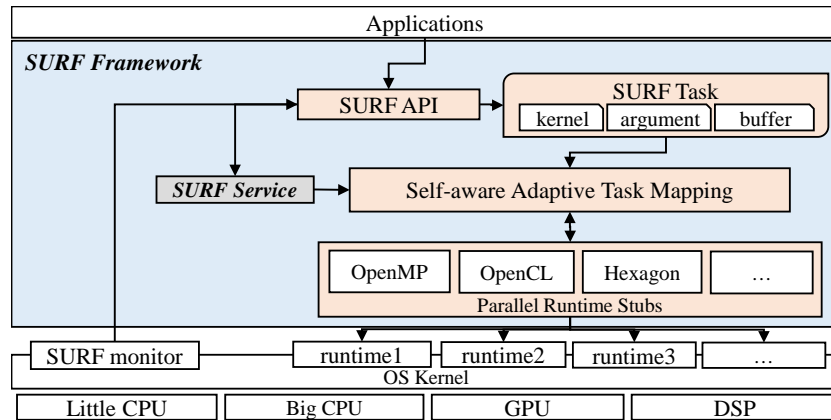 Applications
SURF Framework
SURF API
SURF Task
kernel
argument
buffer
SURF Service
Self-aware Adaptive Task Mapping
OpenMP
OpenCL
Hexagon
…
Parallel Runtime Stubs
SURF monitor
runtime1
runtime2
runtime3
…
OS Kernel
Little CPU
Big CPU
GPU
DSP